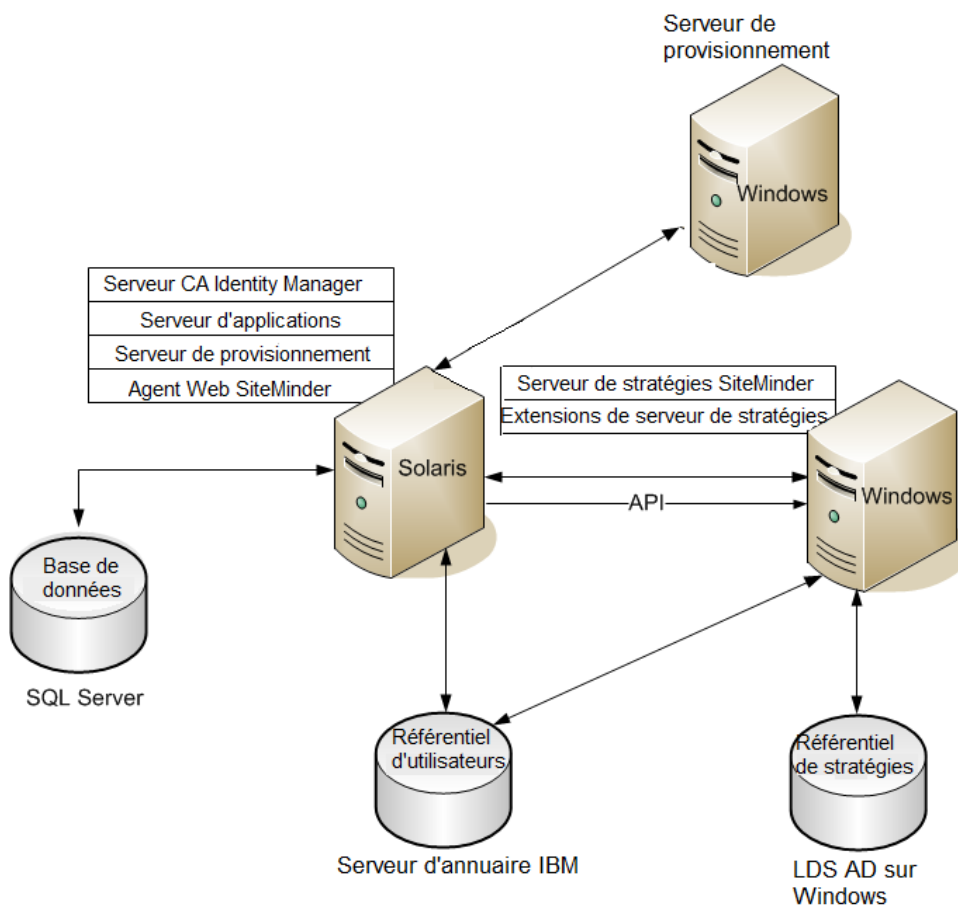 Serveur de
provisionnement
Windows
Serveur CA Identity Manager
Serveur d'applications
Serveur de provisionnement
Agent Web SiteMinder
Serveur de stratégies SiteMinder
Extensions de serveur de stratégies
Solaris
Windows
API
Base de
données
SQL Server
Référentiel
d'utilisateurs
Serveur d'annuaire IBM
Référentiel
de stratégies
LDS AD sur
Windows